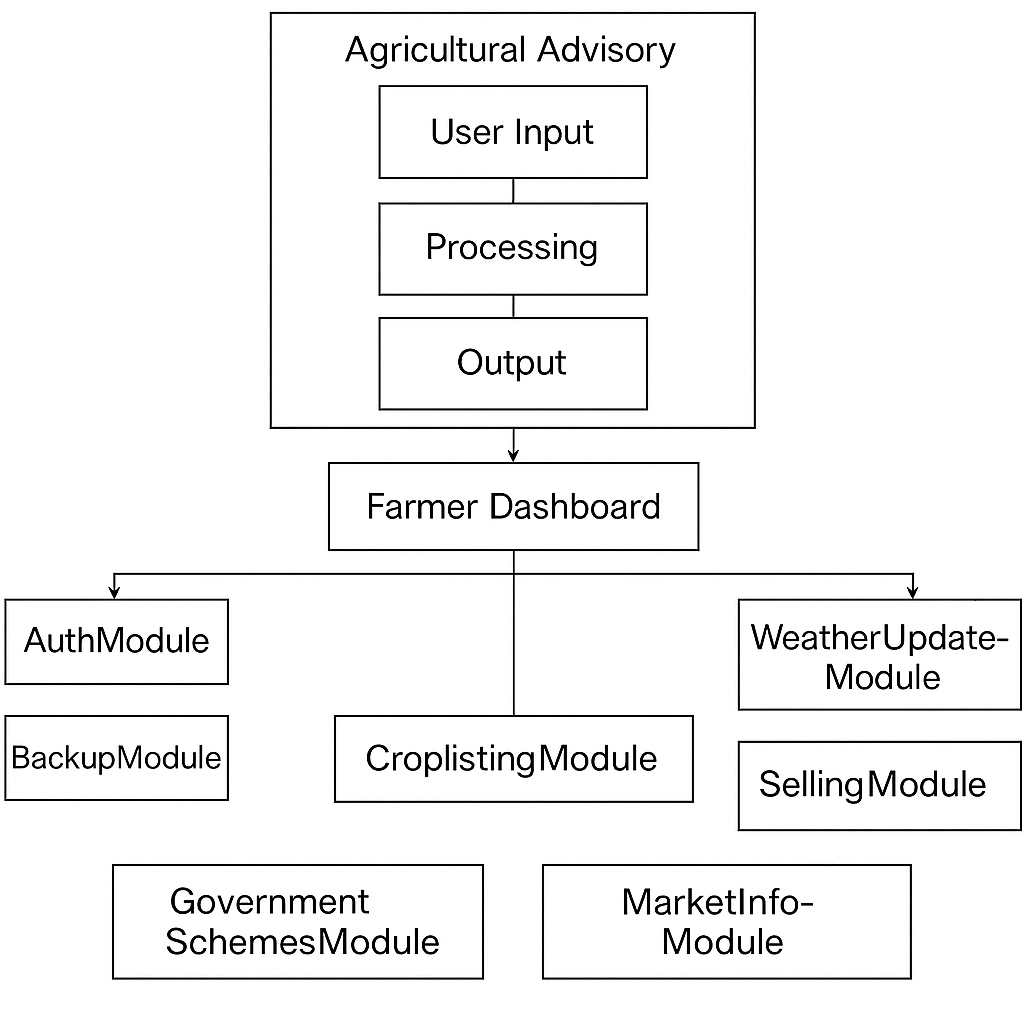 Agricultural Advisory
User Input
Processing
Output
Farmer Dashboard
AuthModule
WeatherUpdate-
Module
BackupModule
CroplistingModule
SellingModule
Government
SchemesModule
MarketInfo-
Module